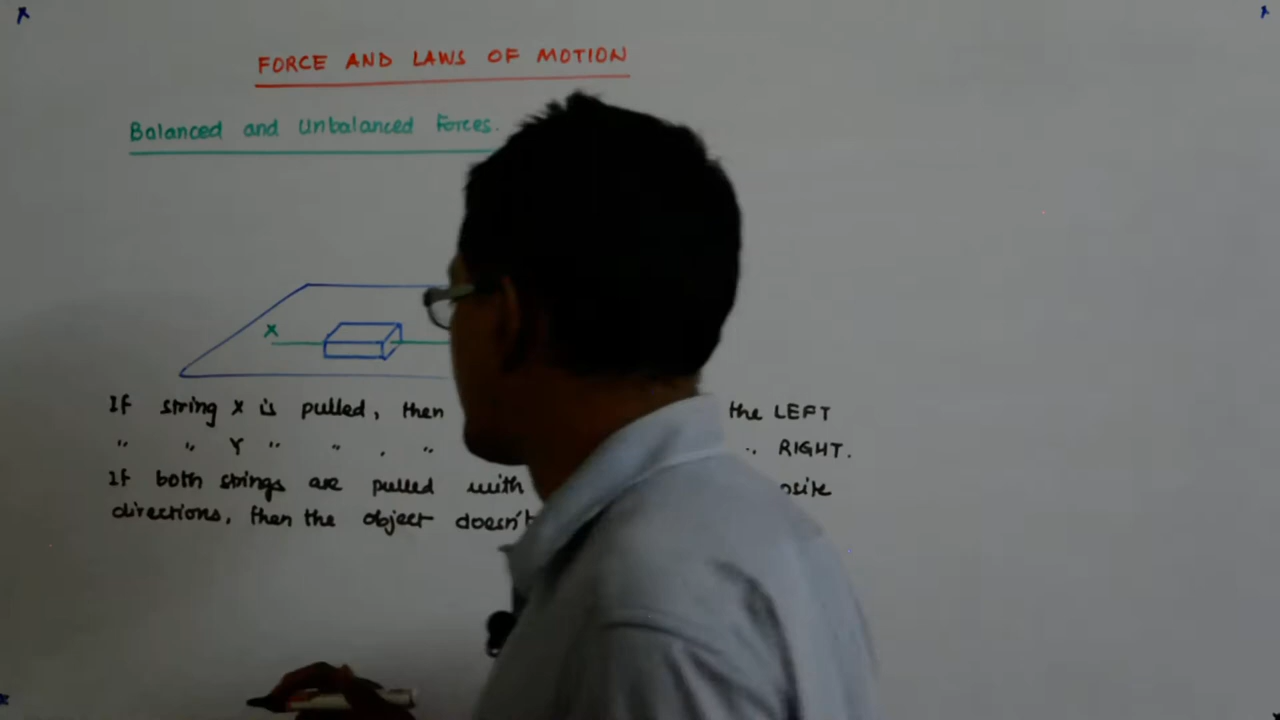 FORCE AND LAWS OF MOTION
Balanced and Unbalanced Forces.
X
If string X is pulled, then the LEFT
" " Y " " , " " RIGHT.
If both strings are pulled with
directions, then the object doesn't